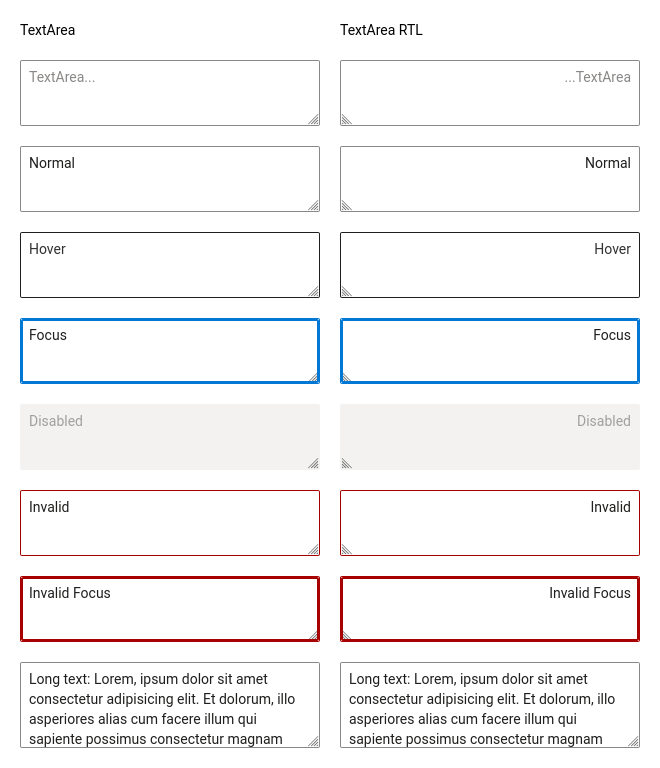 TextArea
TextArea RTL
TextArea...
...TextArea
Normal
Normal
Hover
Hover
Focus
Focus
Disabled
Disabled
Invalid
Invalid
Invalid Focus
Invalid Focus
Long text: Lorem, ipsum dolor sit amet
consectetur adipisicing elit. Et dolorum, illo
asperiores alias cum facere illum qui
sapiente possimus consectetur magnam
Long text: Lorem, ipsum dolor sit amet
consectetur adipisicing elit. Et dolorum, illo
asperiores alias cum facere illum qui
sapiente possimus consectetur magnam